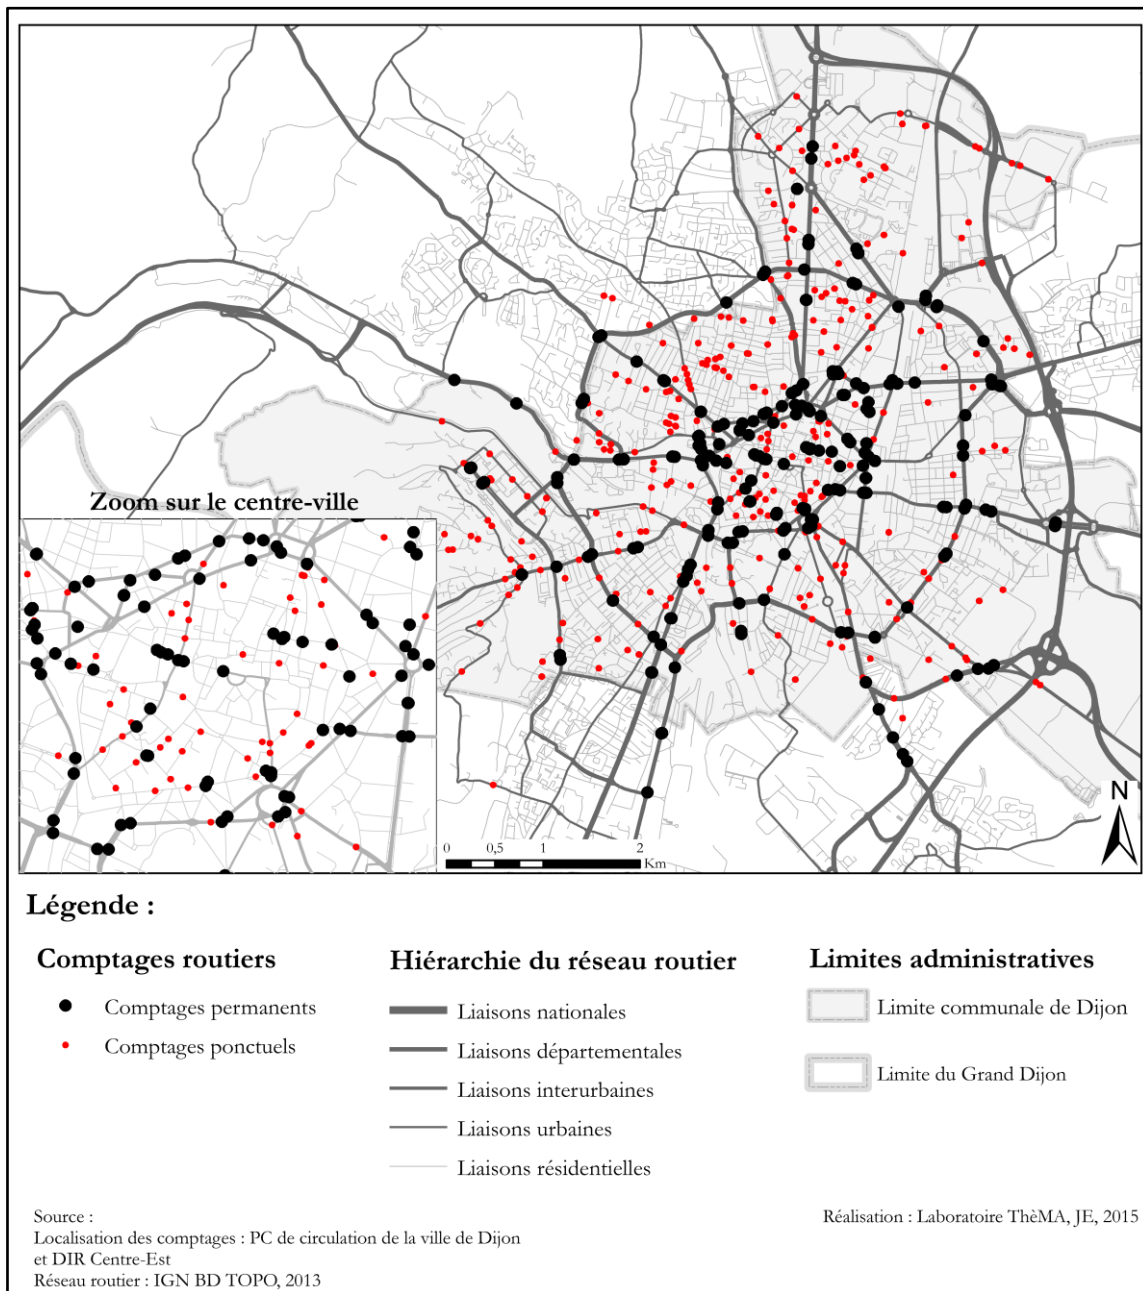 Zoom sur le centre-ville
N
0 0,5 1 2
Km
Légende :
Comptages routiers
Comptages permanents
Comptages ponctuels
Hiérarchie du réseau routier
Liaisons nationales
Liaisons départementales
Liaisons interurbaines
Liaisons urbaines
Liaisons résidentielles
Limites administratives
Limite communale de Dijon
Limite du Grand Dijon
Source :
Localisation des comptages : PC de circulation de la ville de Dijon
et DIR Centre-Est
Réseau routier : IGN BD TOPO, 2013
Réalisation : Laboratoire ThèMA, JE, 2015